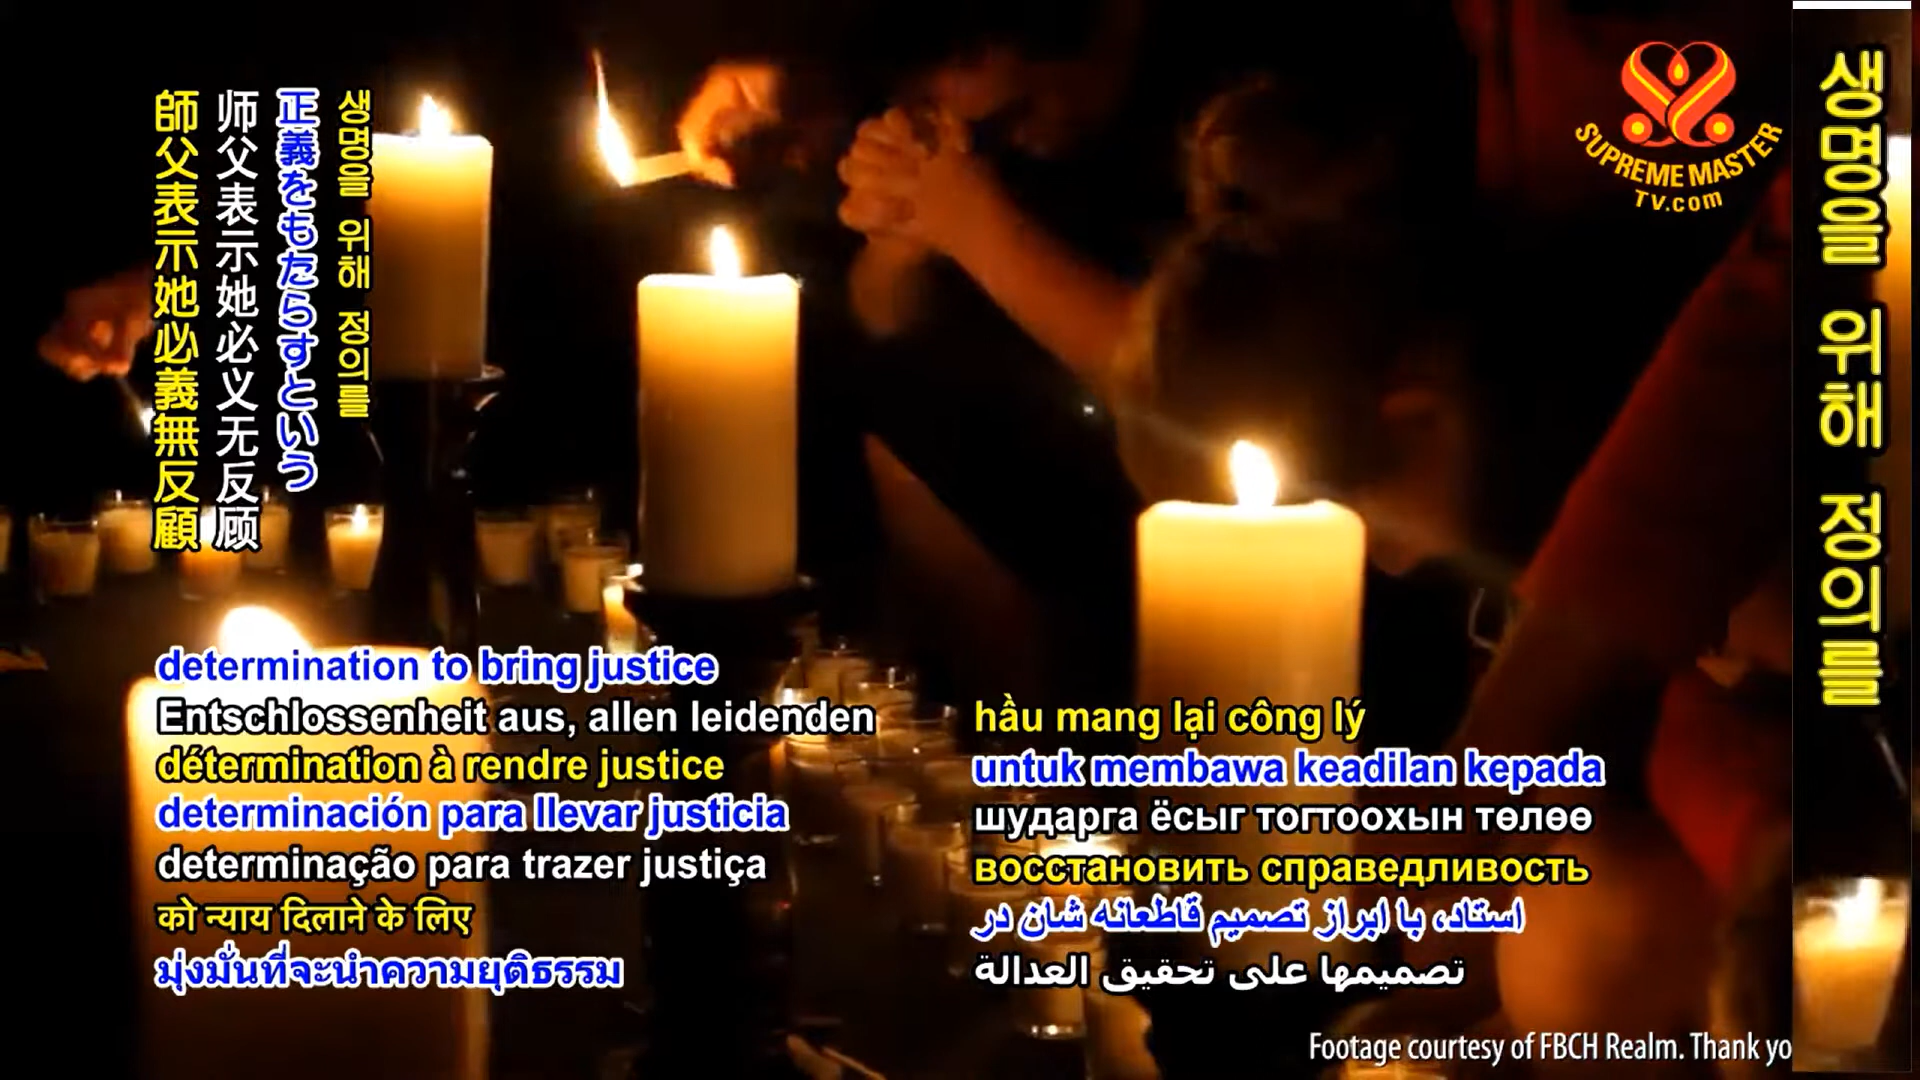 師父表示她必義無反顧
师父表示她必义无反顾
正義をもたらすという
생명을 위해 정의를
SUPREME MASTER
TV.com
생명을 위해 정의를
determination to bring justice
Entschlossenheit aus, allen leidenden
détermination à rendre justice
determinación para llevar justicia
determinação para trazer justiça
को न्याय दिलाने के लिए
มุ่งมั่นที่จะนำความยุติธรรม
hầu mang lại công lý
untuk membawa keadilan kepada
шударга ёсыг тогтоохын төлөө
восстановить справедливость
استاد، با ابراز تصمیم قاطعانه شان در
تصميمها على تحقيق العدالة
Footage courtesy of FBCH Realm. Thank yo